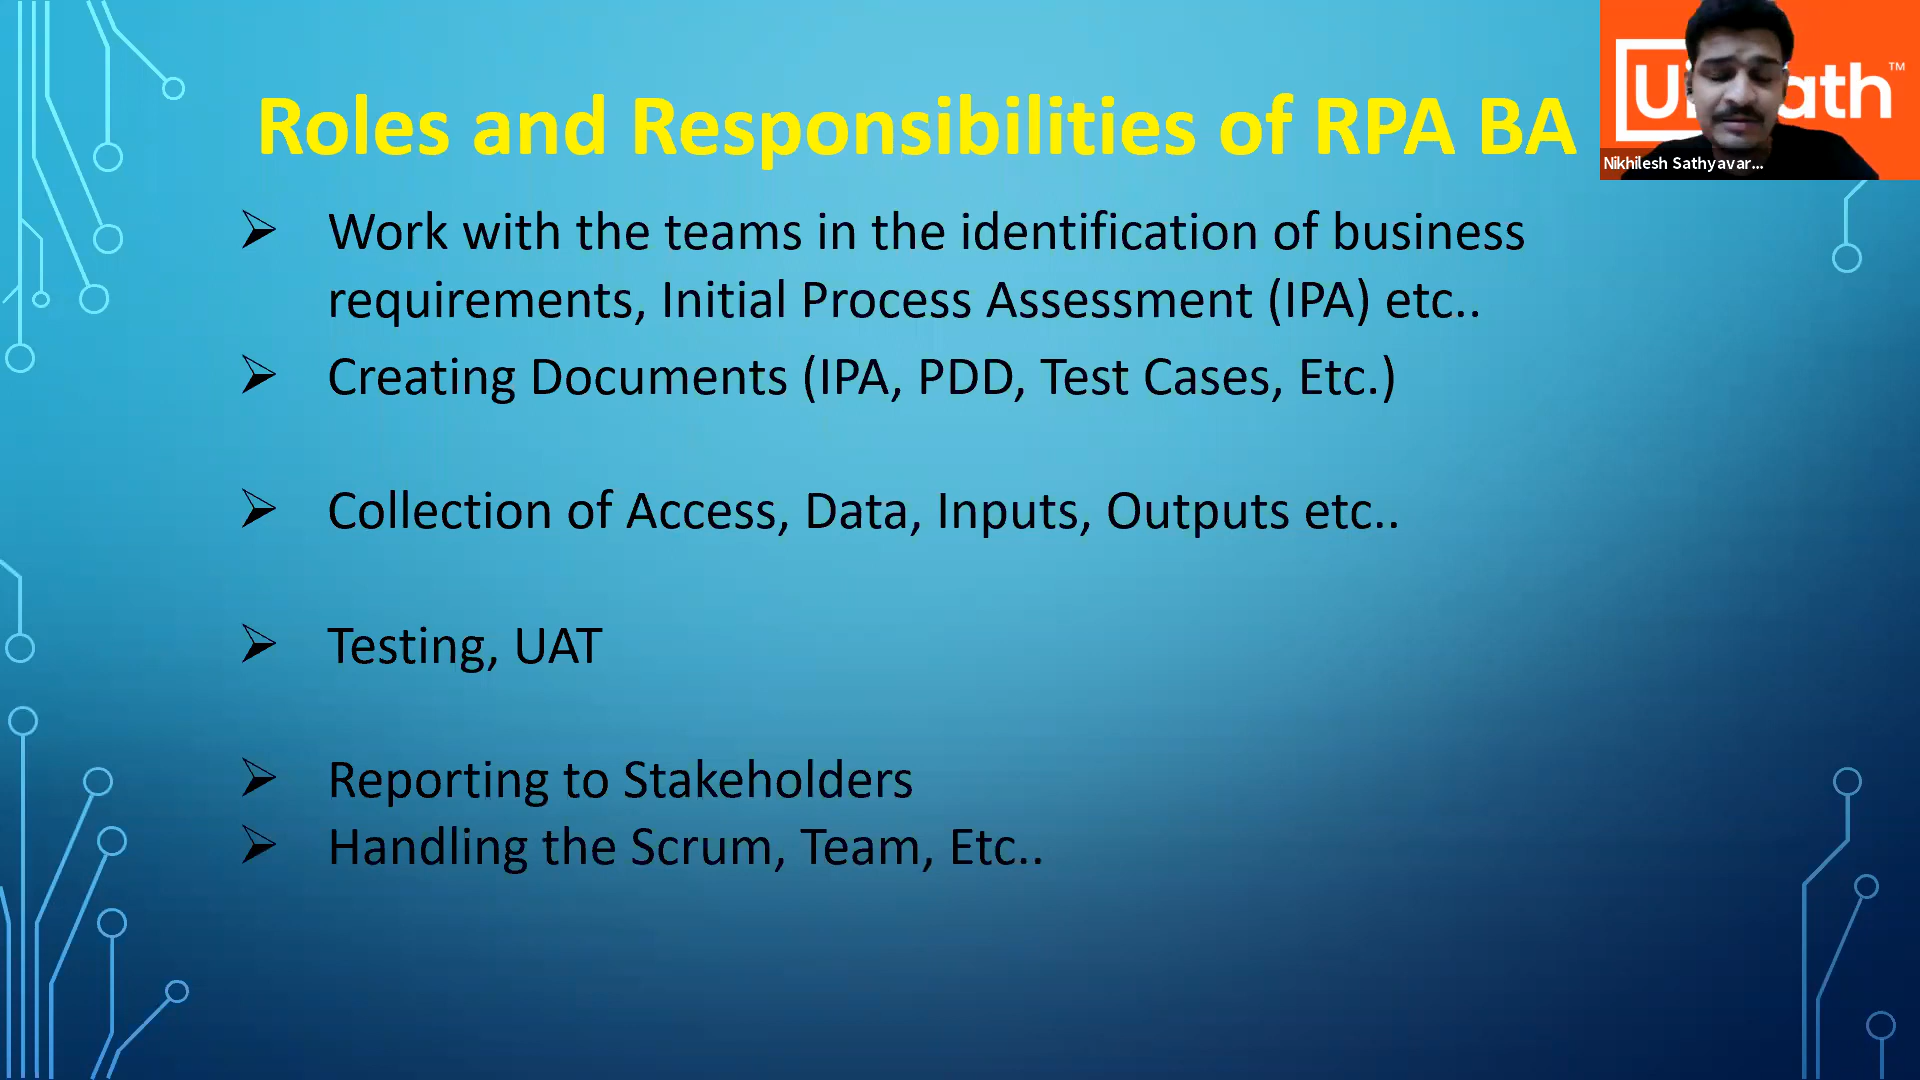 Roles and Responsibilities of RPA BA
Work with the teams in the identification of business
requirements, Initial Process Assessment (IPA) etc..
Creating Documents (IPA, PDD, Test Cases, Etc.)
Collection of Access, Data, Inputs, Outputs etc..
Testing, UAT
Reporting to Stakeholders
Handling the Scrum, Team, Etc..
Nikhilesh Sathyavar...